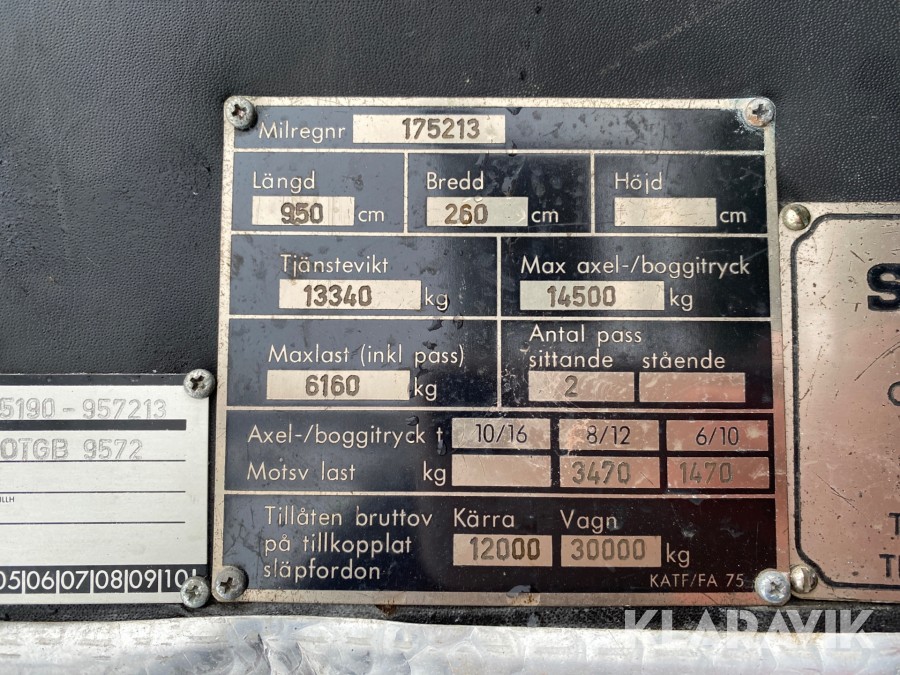 Milregnr 175213
Längd Bredd Höjd
950 cm 260 cm cm
Tjänstevikt Max axel-/boggitryck
13340 kg 14500 kg
Maxlast (inkl pass) Antal pass
sittande stående
6160 kg 2
Axel-/boggitryck t 10/16 8/12 6/10
Motsv last kg 3470 1470
Tillåten bruttov Kärra Vagn
på tillkopplat 12000 30000 kg
släpfordon
KATF/FA 75
5190-957213
OTGB 9572
05|06|07|08|09|10|
KLARAVIK